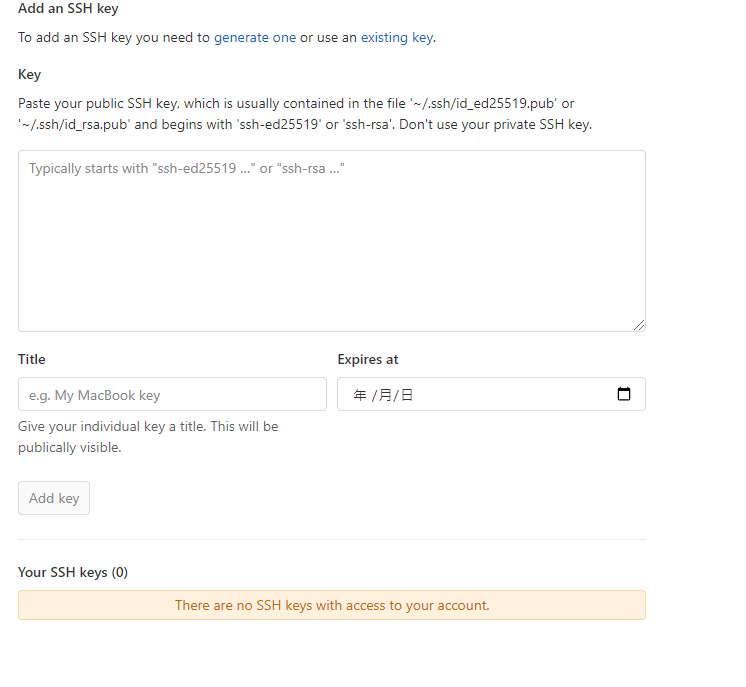 Add an SSH key
To add an SSH key you need to generate one or use an existing key.
Key
Paste your public SSH key, which is usually contained in the file '~/.ssh/id_ed25519.pub' or
'~/.ssh/id_rsa.pub' and begins with 'ssh-ed25519' or 'ssh-rsa'. Don't use your private SSH key.
Typically starts with "ssh-ed25519 ..." or "ssh-rsa ..."
Title
Expires at
e.g. My MacBook key
年 /月/日
Give your individual key a title. This will be
publically visible.
Add key
Your SSH keys (0)
There are no SSH keys with access to your account.